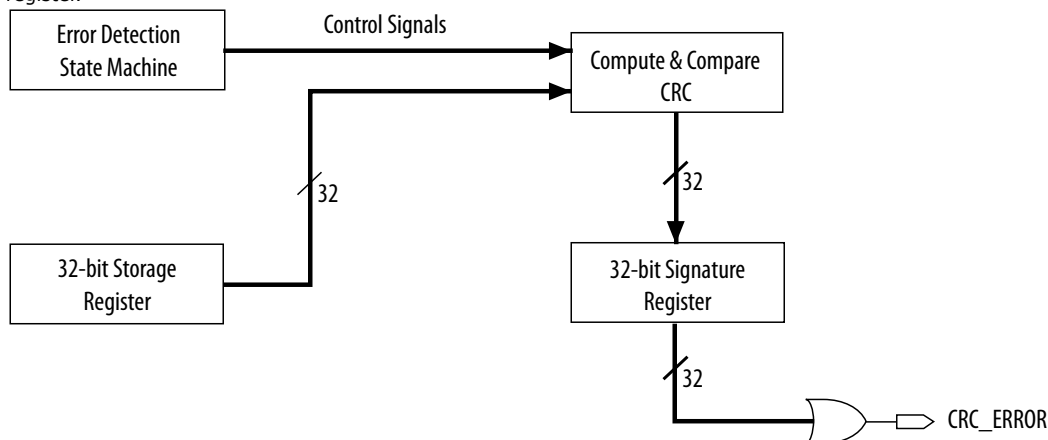 register.
Error Detection
State Machine
Control Signals
Compute & Compare
CRC
32
32
32-bit Storage
Register
32-bit Signature
Register
32
CRC_ERROR